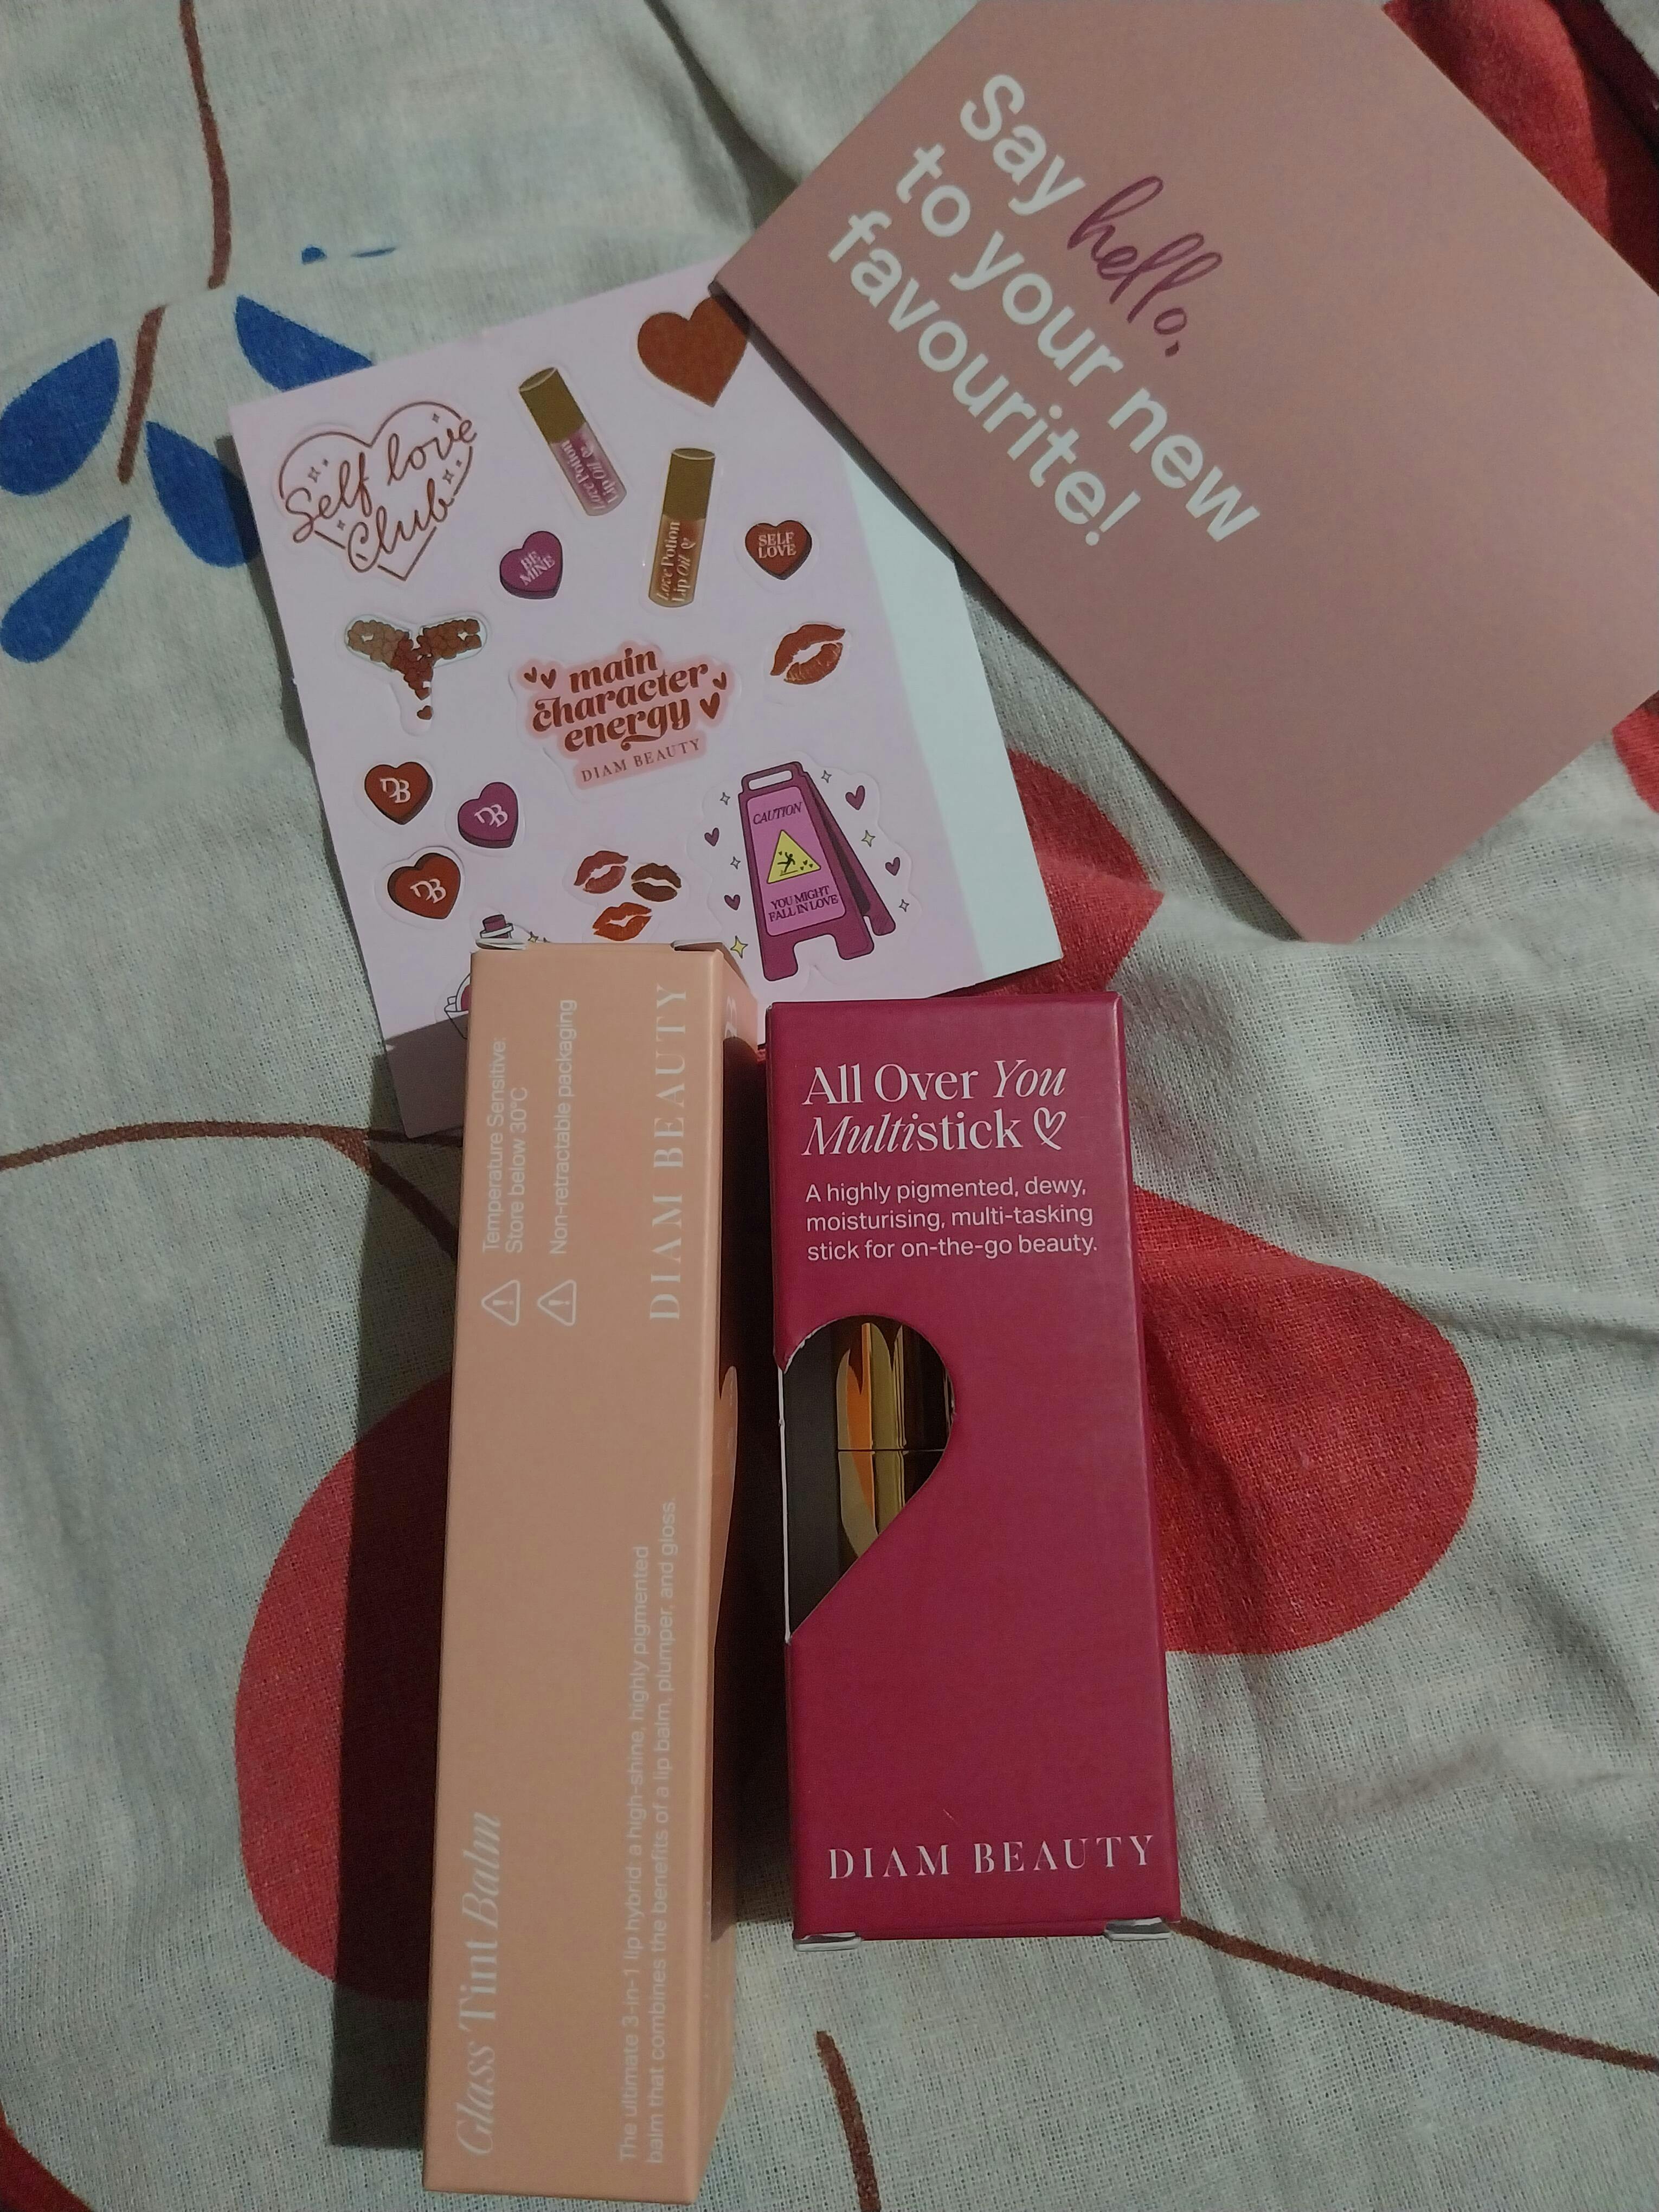 Say hello,
to your new
favourite!
Self love
Club
Love Potion
Lip Oil
BE
MINE
Love Potion
Lip Oil
SELF
LOVE
main
character
energy
DIAM BEAUTY
DB
DB
DB
CAUTION
YOU MIGHT
FALL IN LOVE
Temperature Sensitive:
Store below 30°C
Non-retractable packaging
DIAM BEAUTY
Glass Tint Balm
The ultimate 3-in-1 lip hybrid: a high-shine, highly pigmented
balm that combines the benefits of a lip balm, plumper, and gloss.
All Over You
Multistick
A highly pigmented, dewy,
moisturising, multi-tasking
stick for on-the-go beauty.
DIAM BEAUTY